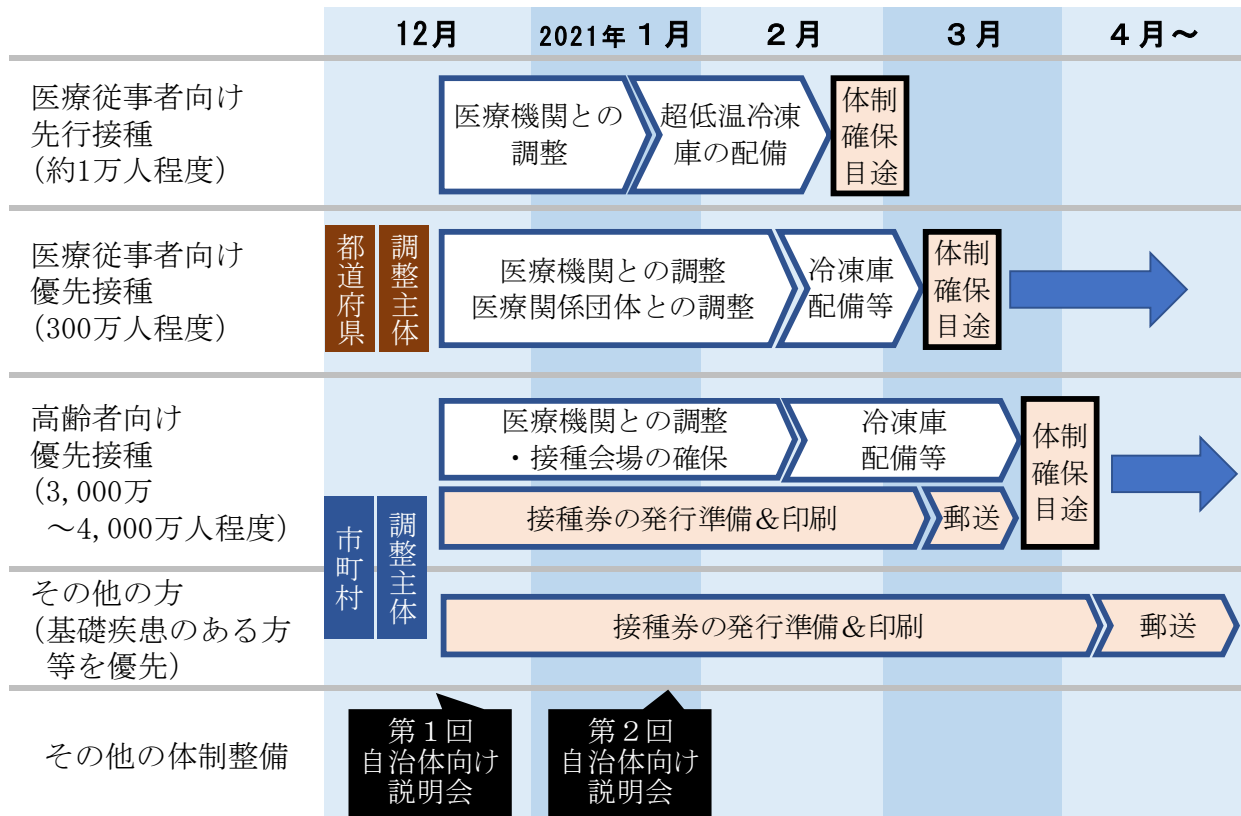 12月
2021年 1月
2月
3月
4月～
医療従事者向け
先行接種
(約1万人程度)
医療機関との
調整
超低温冷凍
庫の配備
体制
確保
目途
医療従事者向け
優先接種
(300万人程度)
都道府県
調整主体
医療機関との調整
医療関係団体との調整
冷凍庫
配備等
体制
確保
目途
高齢者向け
優先接種
(3,000万
～4,000万人程度)
医療機関との調整
・接種会場の確保
冷凍庫
配備等
体制
確保
目途
接種券の発行準備＆印刷
郵送
市町村
調整主体
その他の方
(基礎疾患のある方
等を優先)
接種券の発行準備＆印刷
郵送
その他の体制整備
第１回
自治体向け
説明会
第２回
自治体向け
説明会